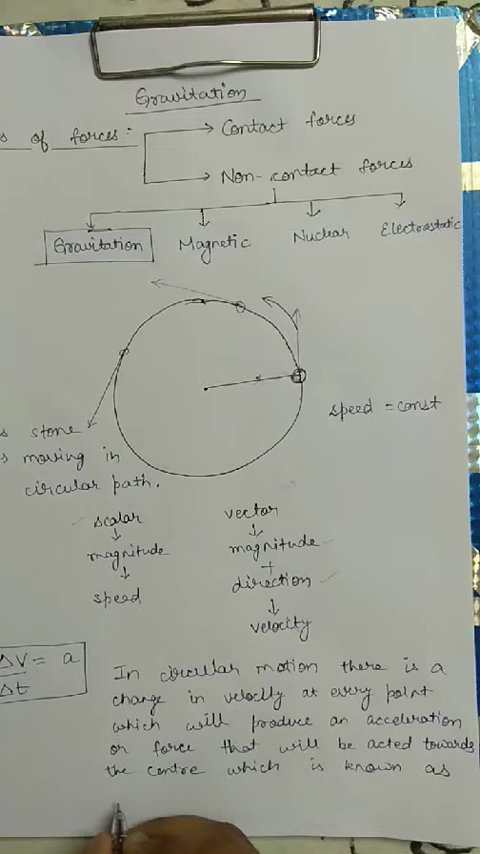 Gravitation
s of forces:
Contact forces
Non-contact forces
Gravitation Magnetic Nuclear Electrostatic
speed = const
s stone
s moving in
circular path.
scalar vector
magnitude magnitude
+
speed direction
velocity
ΔV = a
Δt
In circular motion there is a
change in velocity at every point
which will produce an acceleration
or force that will be acted towards
the centre which is known as